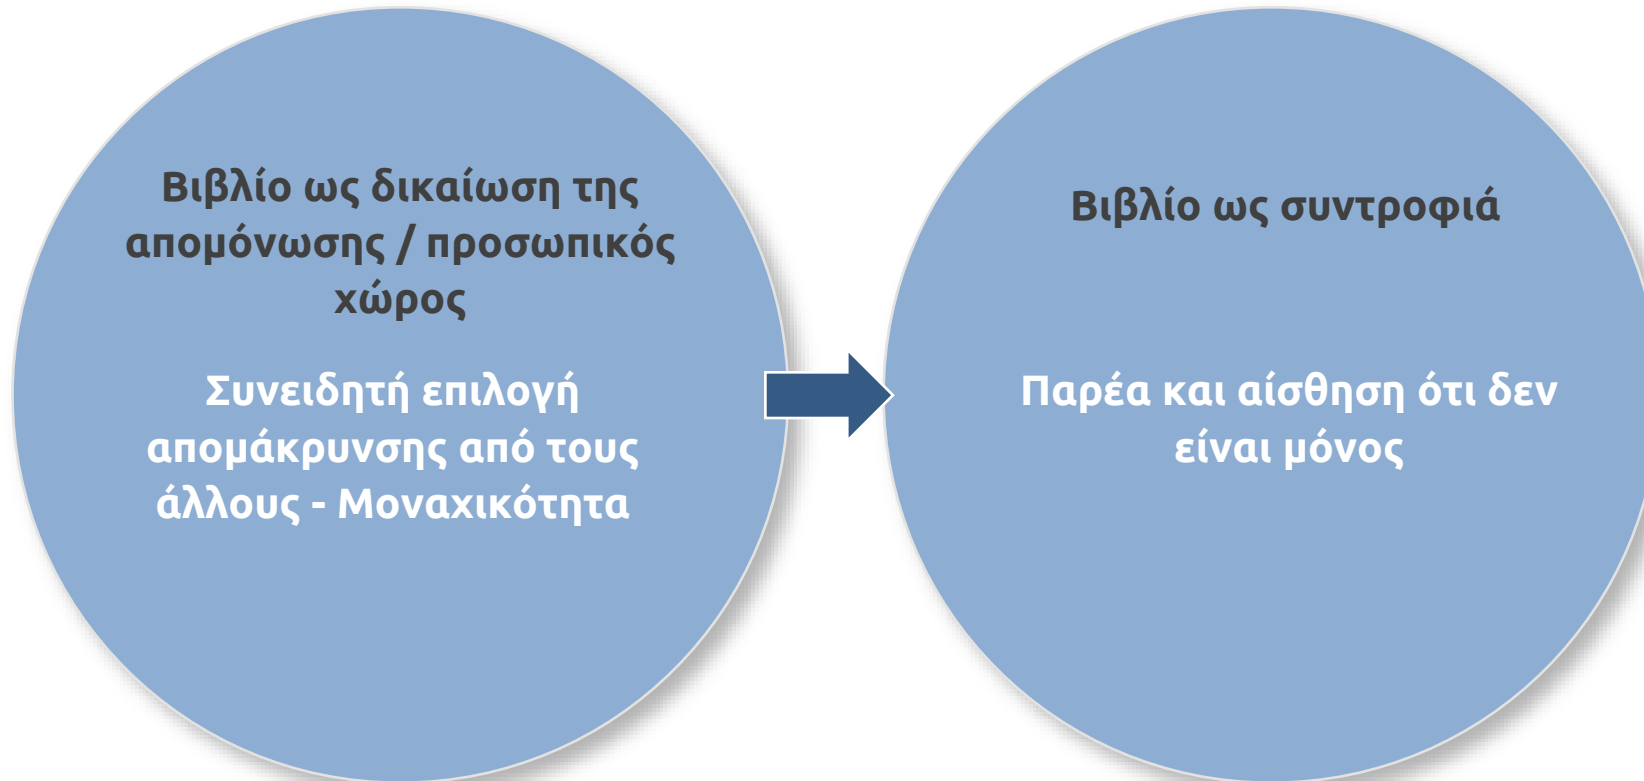 Βιβλίο ως δικαίωση της
απομόνωσης / προσωπικός
χώρος
Συνειδητή επιλογή
απομάκρυνσης από τους
άλλους - Μοναχικότητα
Βιβλίο ως συντροφιά
Παρέα και αίσθηση ότι δεν
είναι μόνος